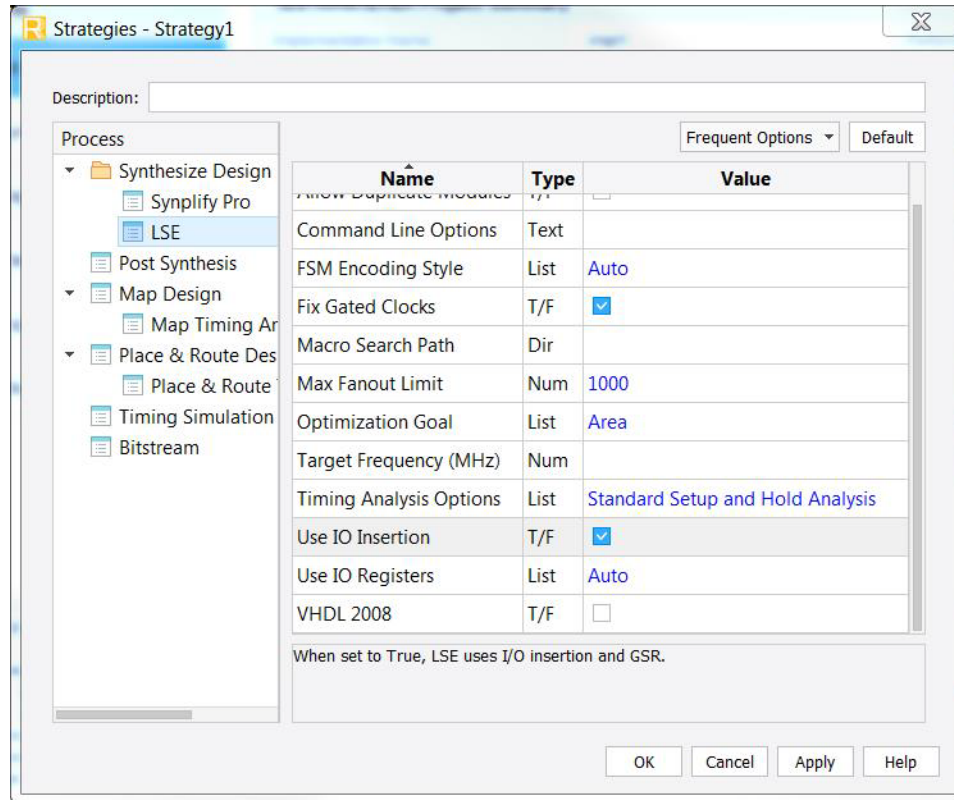 Strategies - Strategy1
Description:
Process
Frequent Options Default
Synthesize Design
Synplify Pro
LSE
Post Synthesis
Map Design
Map Timing Ar
Place & Route Des
Place & Route
Timing Simulation
Bitstream
Name Type Value
Allow Duplicate Modules T/F
Command Line Options Text
FSM Encoding Style List Auto
Fix Gated Clocks T/F
Macro Search Path Dir
Max Fanout Limit Num 1000
Optimization Goal List Area
Target Frequency (MHz) Num
Timing Analysis Options List Standard Setup and Hold Analysis
Use IO Insertion T/F
Use IO Registers List Auto
VHDL 2008 T/F
When set to True, LSE uses I/O insertion and GSR.
OK Cancel Apply Help